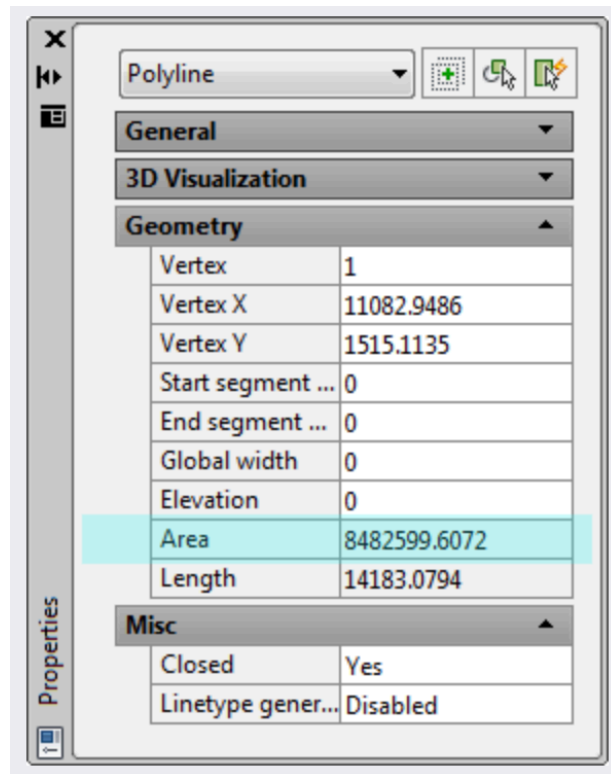 Polyline
General
3D Visualization
Geometry
Vertex 1
Vertex X 11082.9486
Vertex Y 1515.1135
Start segment ... 0
End segment ... 0
Global width 0
Elevation 0
Area 8482599.6072
Length 14183.0794
Misc
Closed Yes
Linetype gener... Disabled
Properties